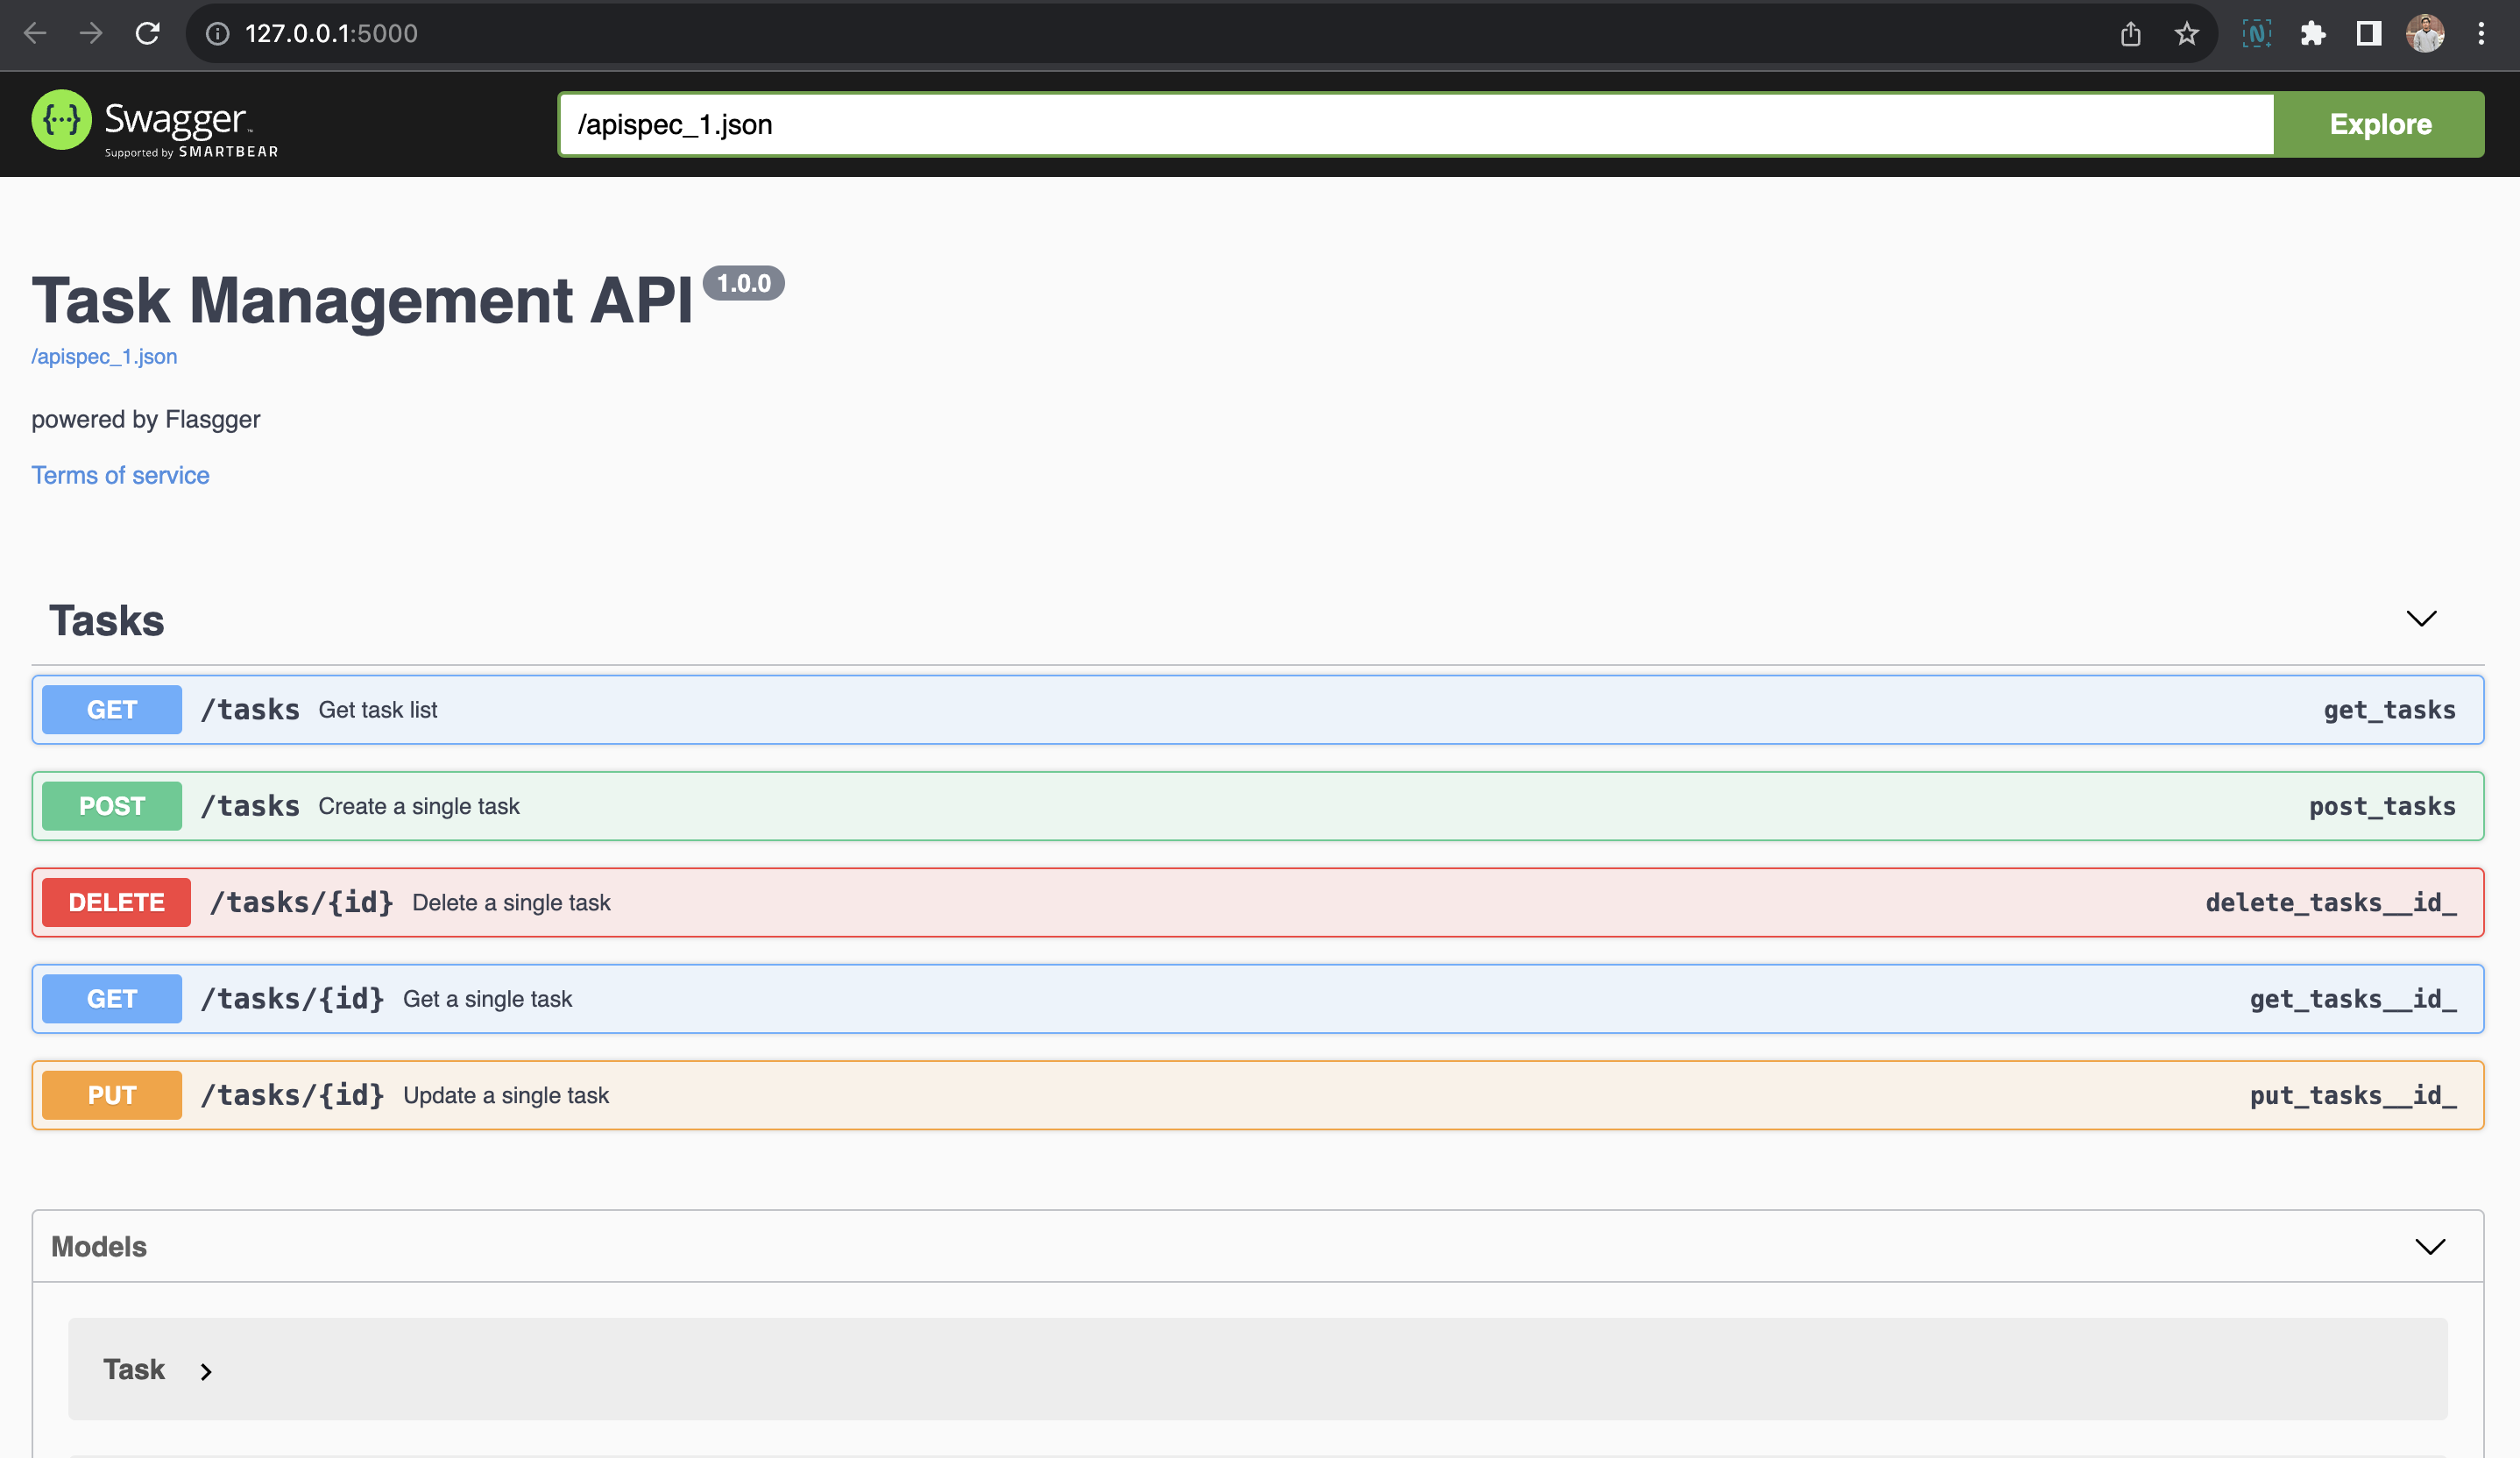 127.0.0.1:5000
{···} Swagger™
Supported by SMARTBEAR
/apispec_1.json
Explore
Task Management API 1.0.0
/apispec_1.json
powered by Flasgger
Terms of service
Tasks
GET /tasks Get task list get_tasks
POST /tasks Create a single task post_tasks
DELETE /tasks/{id} Delete a single task delete_tasks__id_
GET /tasks/{id} Get a single task get_tasks__id_
PUT /tasks/{id} Update a single task put_tasks__id_
Models
Task